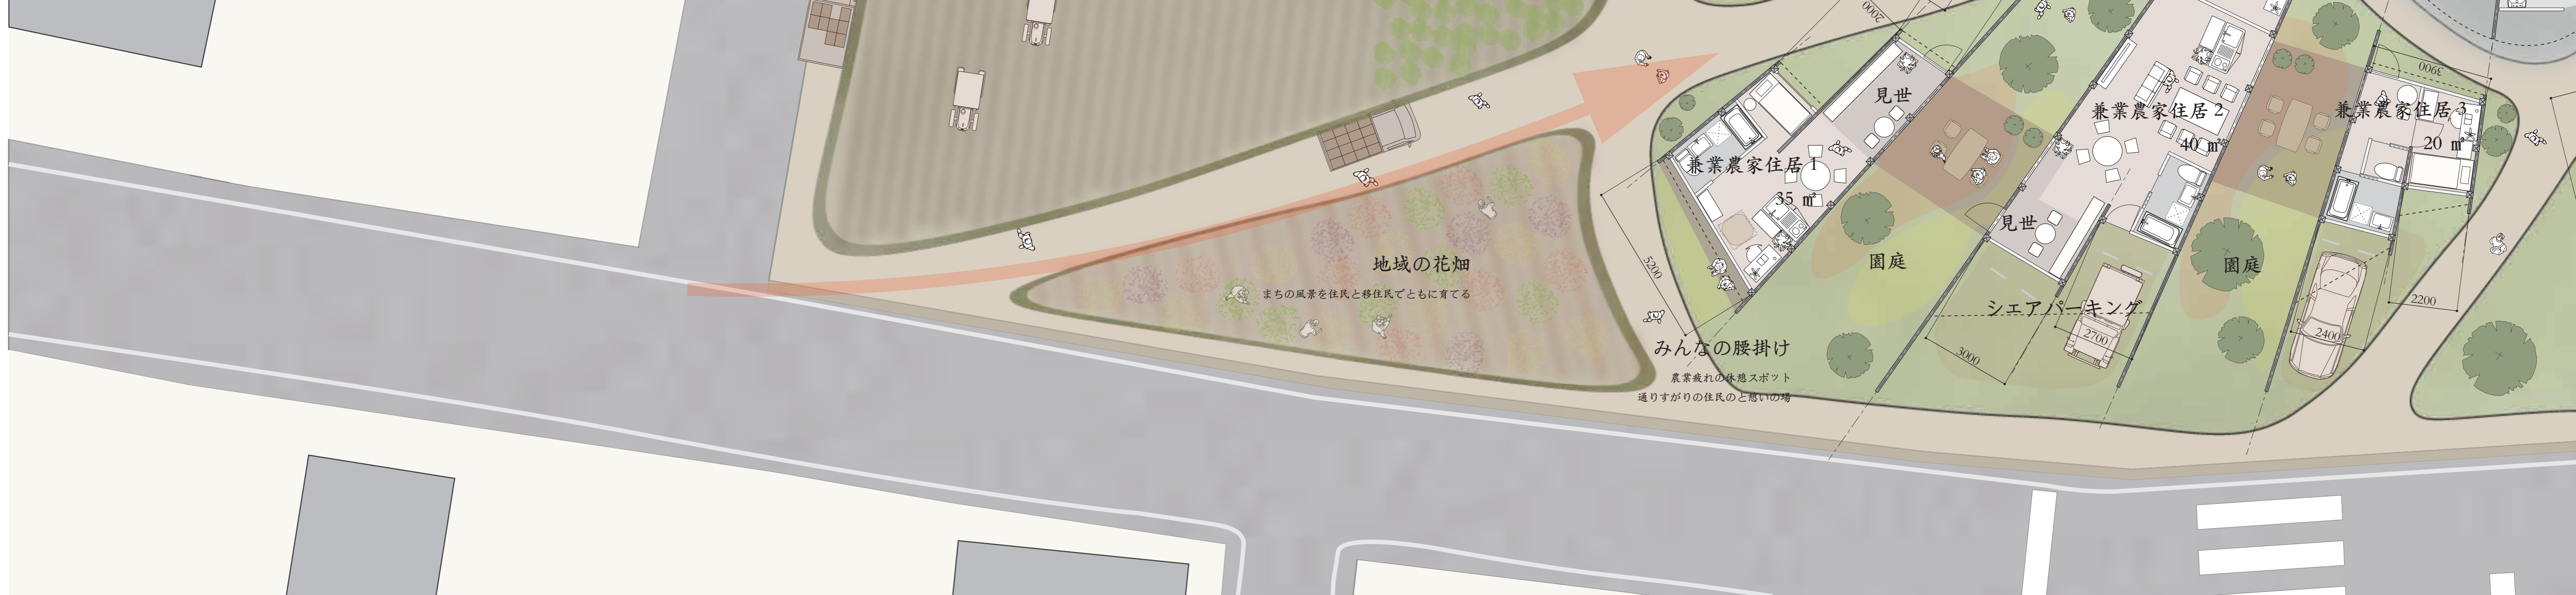 2000
見世
兼業農家住居 1
35 ㎡
兼業農家住居 2
40 ㎡
3900
兼業農家住居 3
20 ㎡
見世
園庭
園庭
5200
地域の花畑
まちの風景を住民と移住民でともに育てる
シェアパーキング
3000
2700
2400
2200
みんなの腰掛け
農業疲れの休憩スポット
通りすがりの住民のと憩いの場